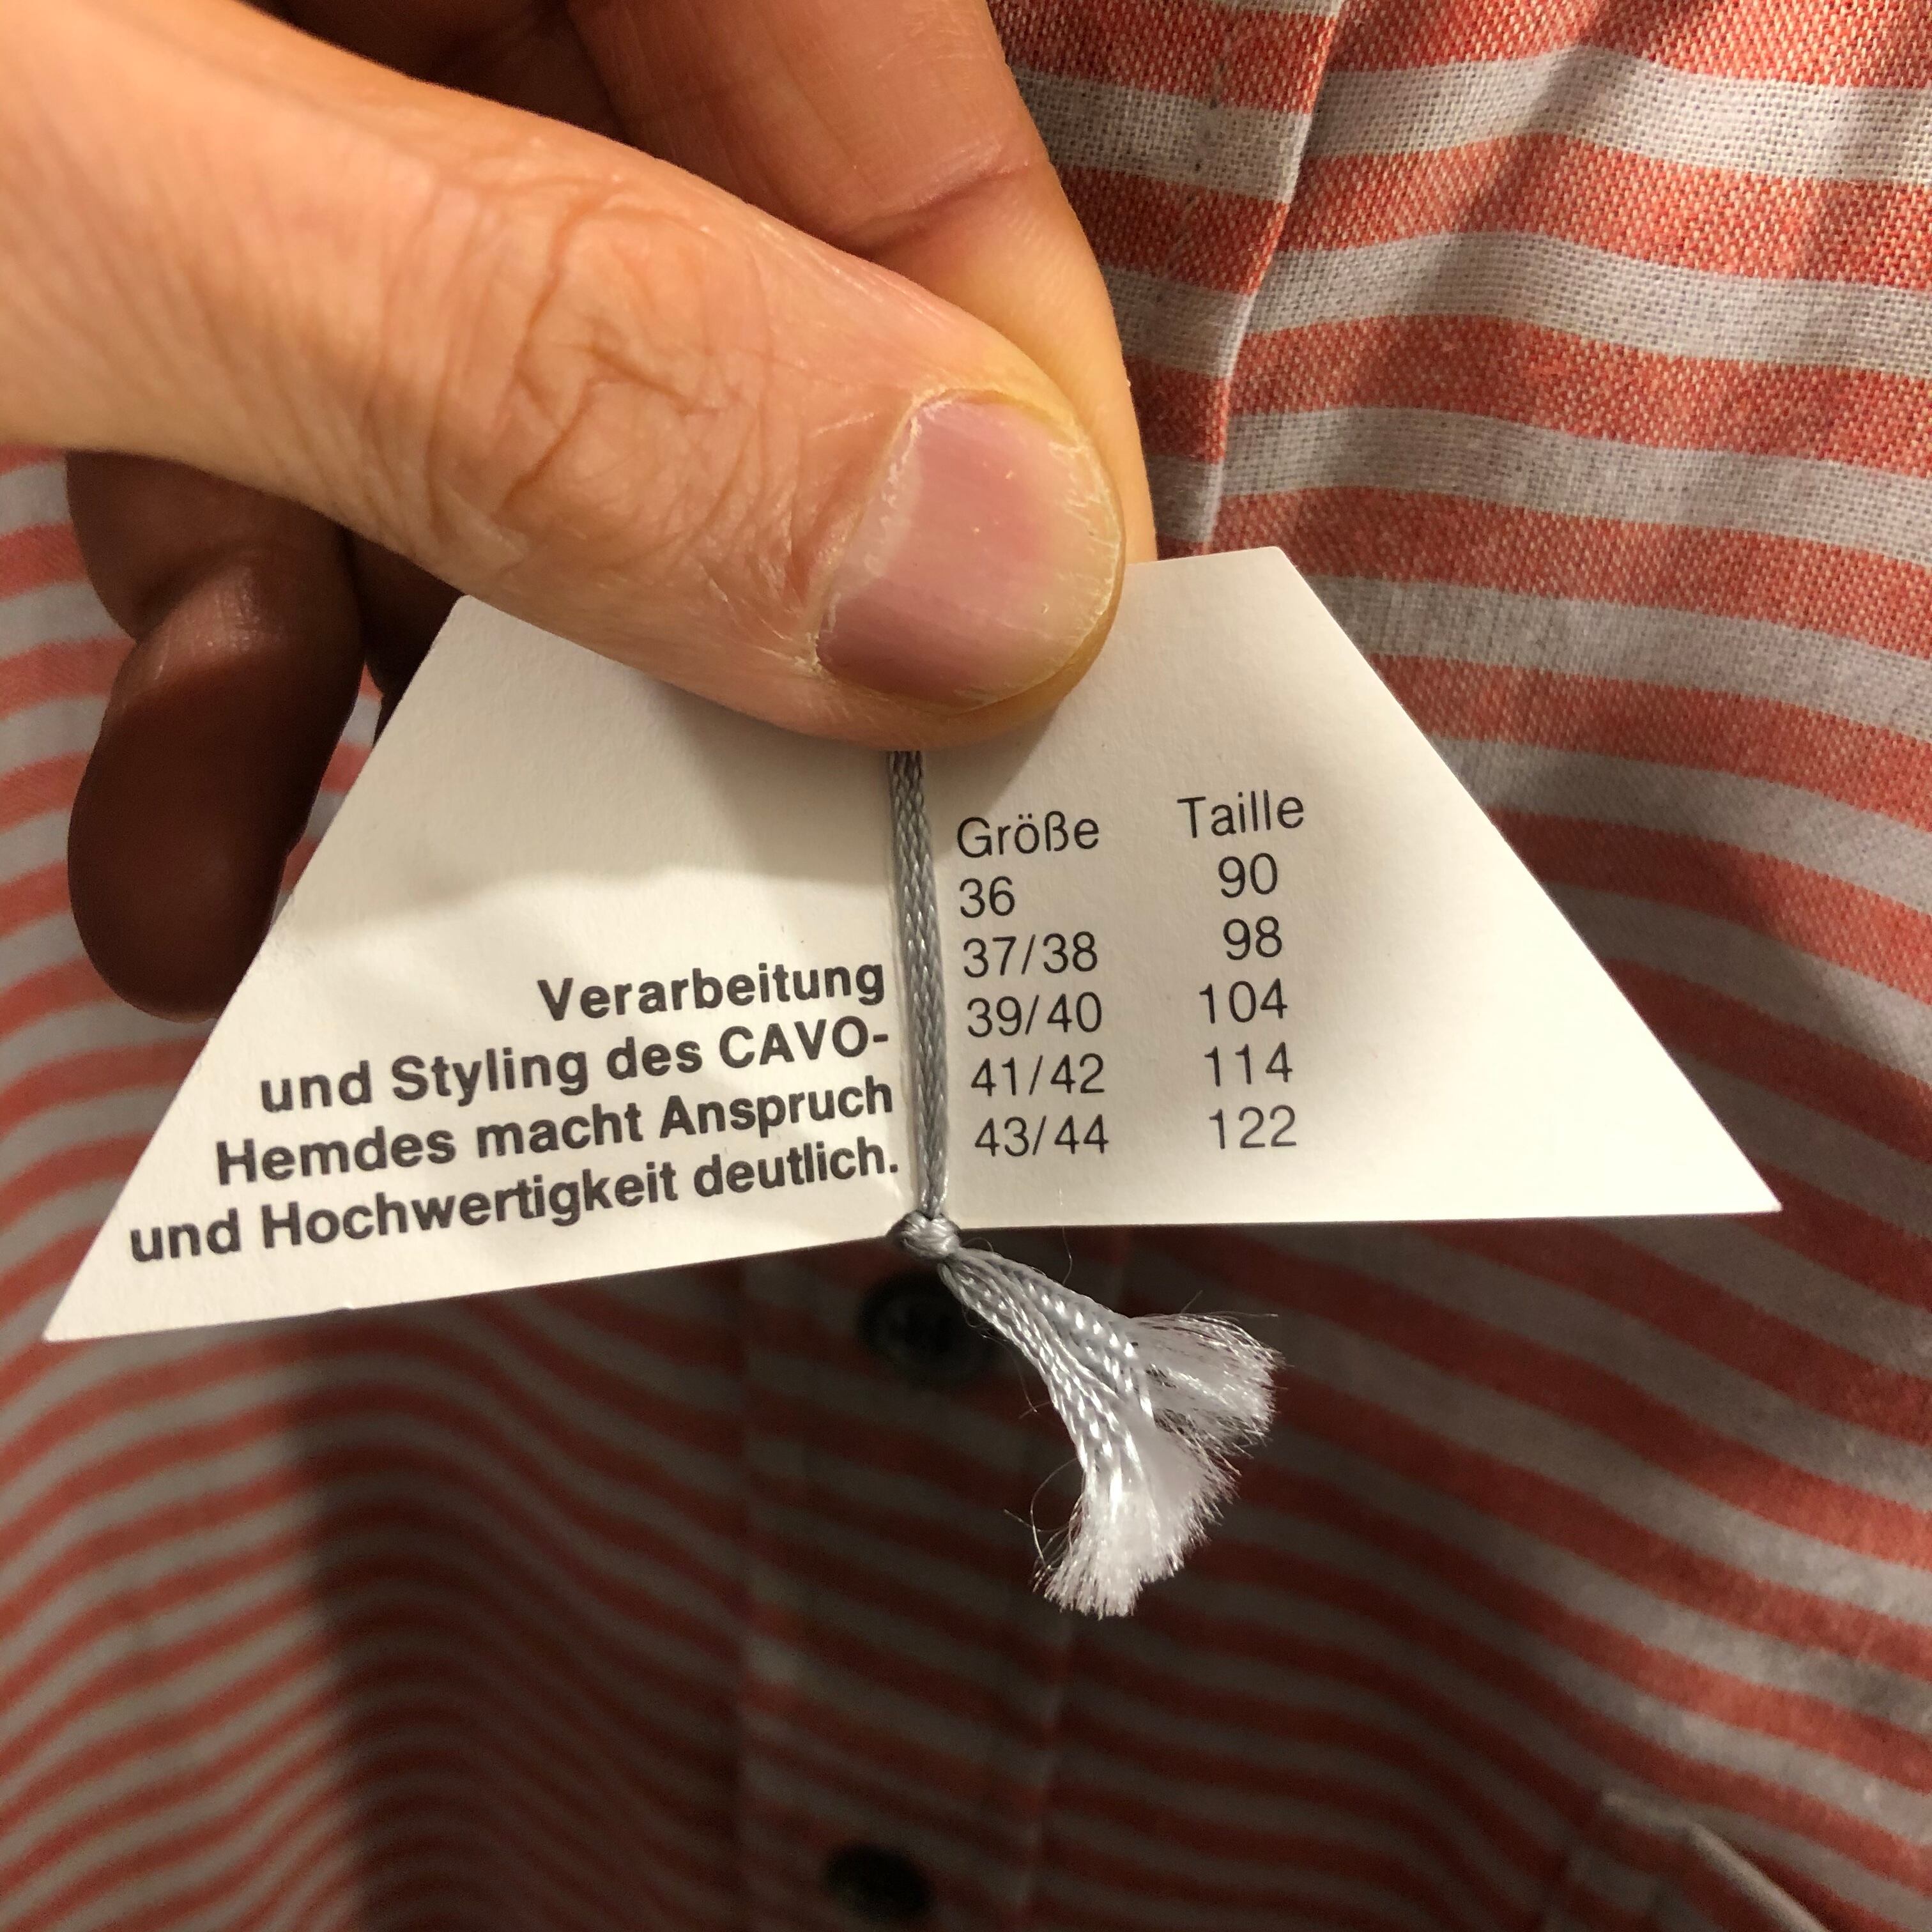 Verarbeitung
und Styling des CAVO-
Hemdes macht Anspruch
und Hochwertigkeit deutlich.
Größe Taille
36 90
37/38 98
39/40 104
41/42 114
43/44 122